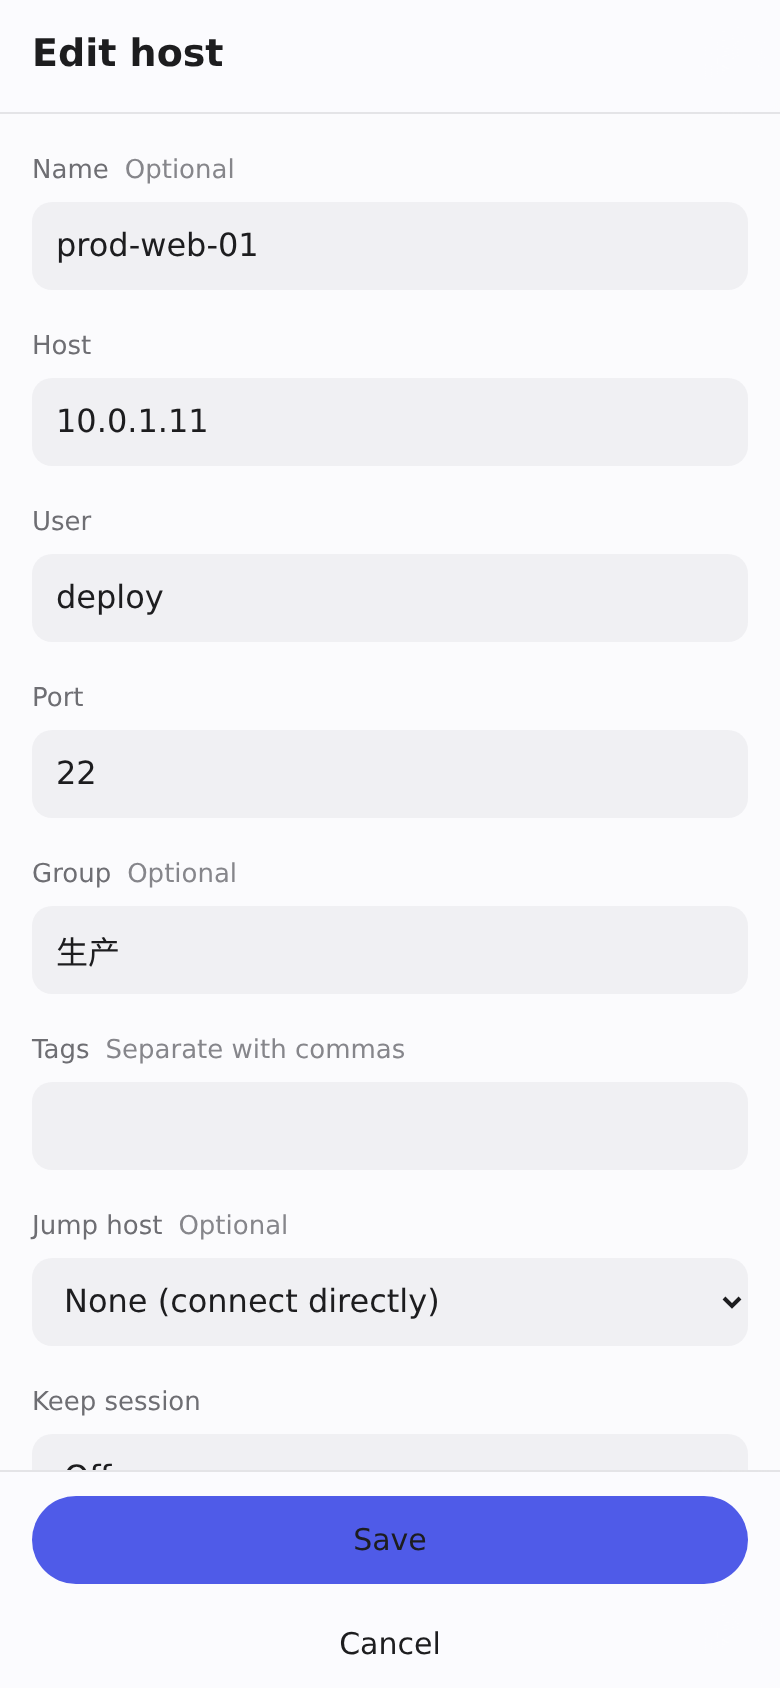 Edit host
Name Optional
prod-web-01
Host
10.0.1.11
User
deploy
Port
22
Group Optional
生产
Tags Separate with commas
Jump host Optional
None (connect directly)
Keep session
Off
Save
Cancel